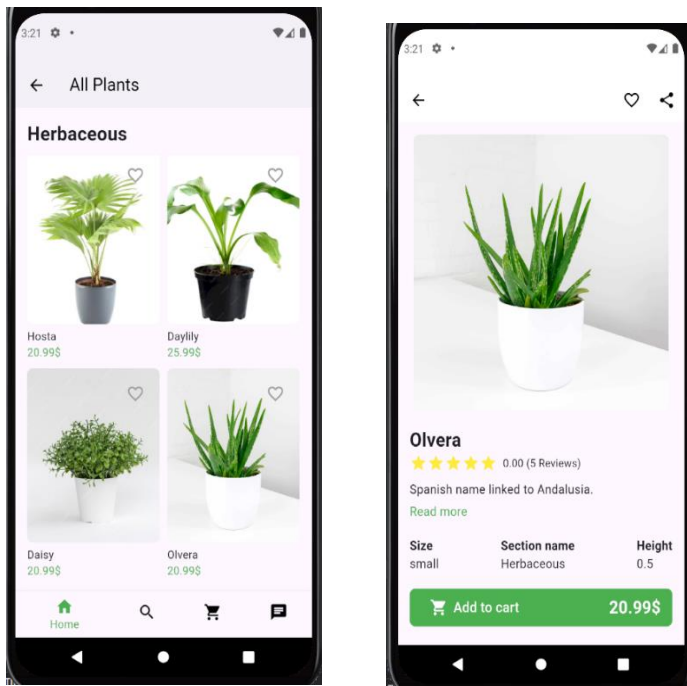 3:21
All Plants
Herbaceous
Hosta
20.99$
Daylily
25.99$
Daisy
20.99$
Olvera
20.99$
Home
3:21
Olvera
0.00 (5 Reviews)
Spanish name linked to Andalusia.
Read more
Size Section name Height
small Herbaceous 0.5
Add to cart 20.99$